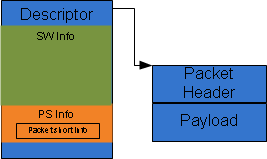 Descriptor
SW Info
PS Info
Packet short Info
Packet
Header
Payload